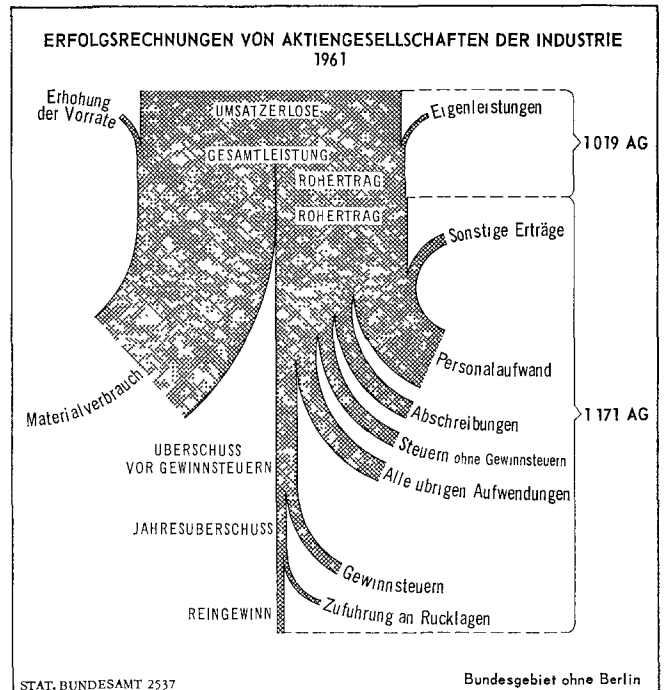 ERFOLGSRECHNUNGEN VON AKTIENGESELLSCHAFTEN DER INDUSTRIE
1961
Erhohung
der Vorrate
UMSATZERLOSE
Eigenleistungen
1 019 AG
GESAMTLEISTUNG
ROHERTRAG
ROHERTRAG
Sonstige Erträge
Personalaufwand
Materialverbrauch
Abschreibungen
1 171 AG
Steuern ohne Gewinnsteuern
UBERSCHUSS
VOR GEWINNSTEUERN
Alle ubrigen Aufwendungen
JAHRESUBERSCHUSS
Gewinnsteuern
REINGEWINN
Zufuhrung an Rucklagen
STAT. BUNDESAMT 2537
Bundesgebiet ohne Berlin